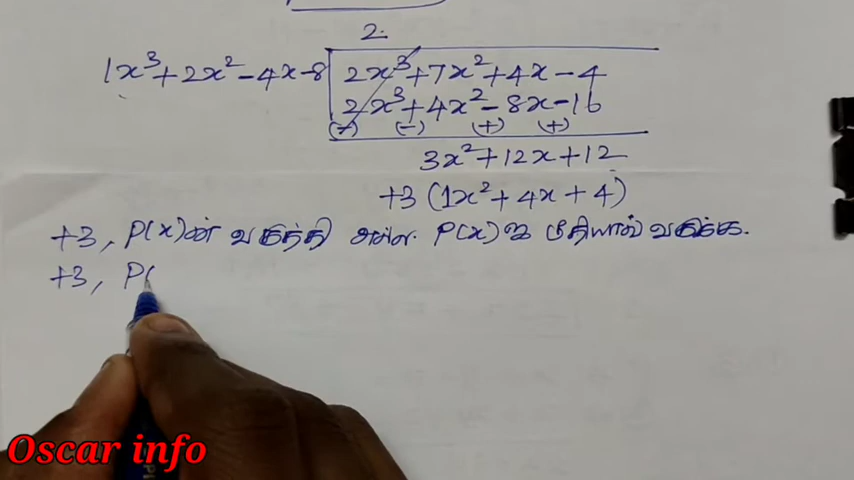 2.
1x³+2x²-4x-8 2x³+7x²+4x-4
2x³+4x²-8x-16
(-) (-) (+) (+)
3x²+12x+12
+3 (1x²+4x+4)
+3, P(x)ன் வகுத்தி அல்ல. P(x) ஐ மீதியால் வகுக்க.
+3, P(
Oscar info